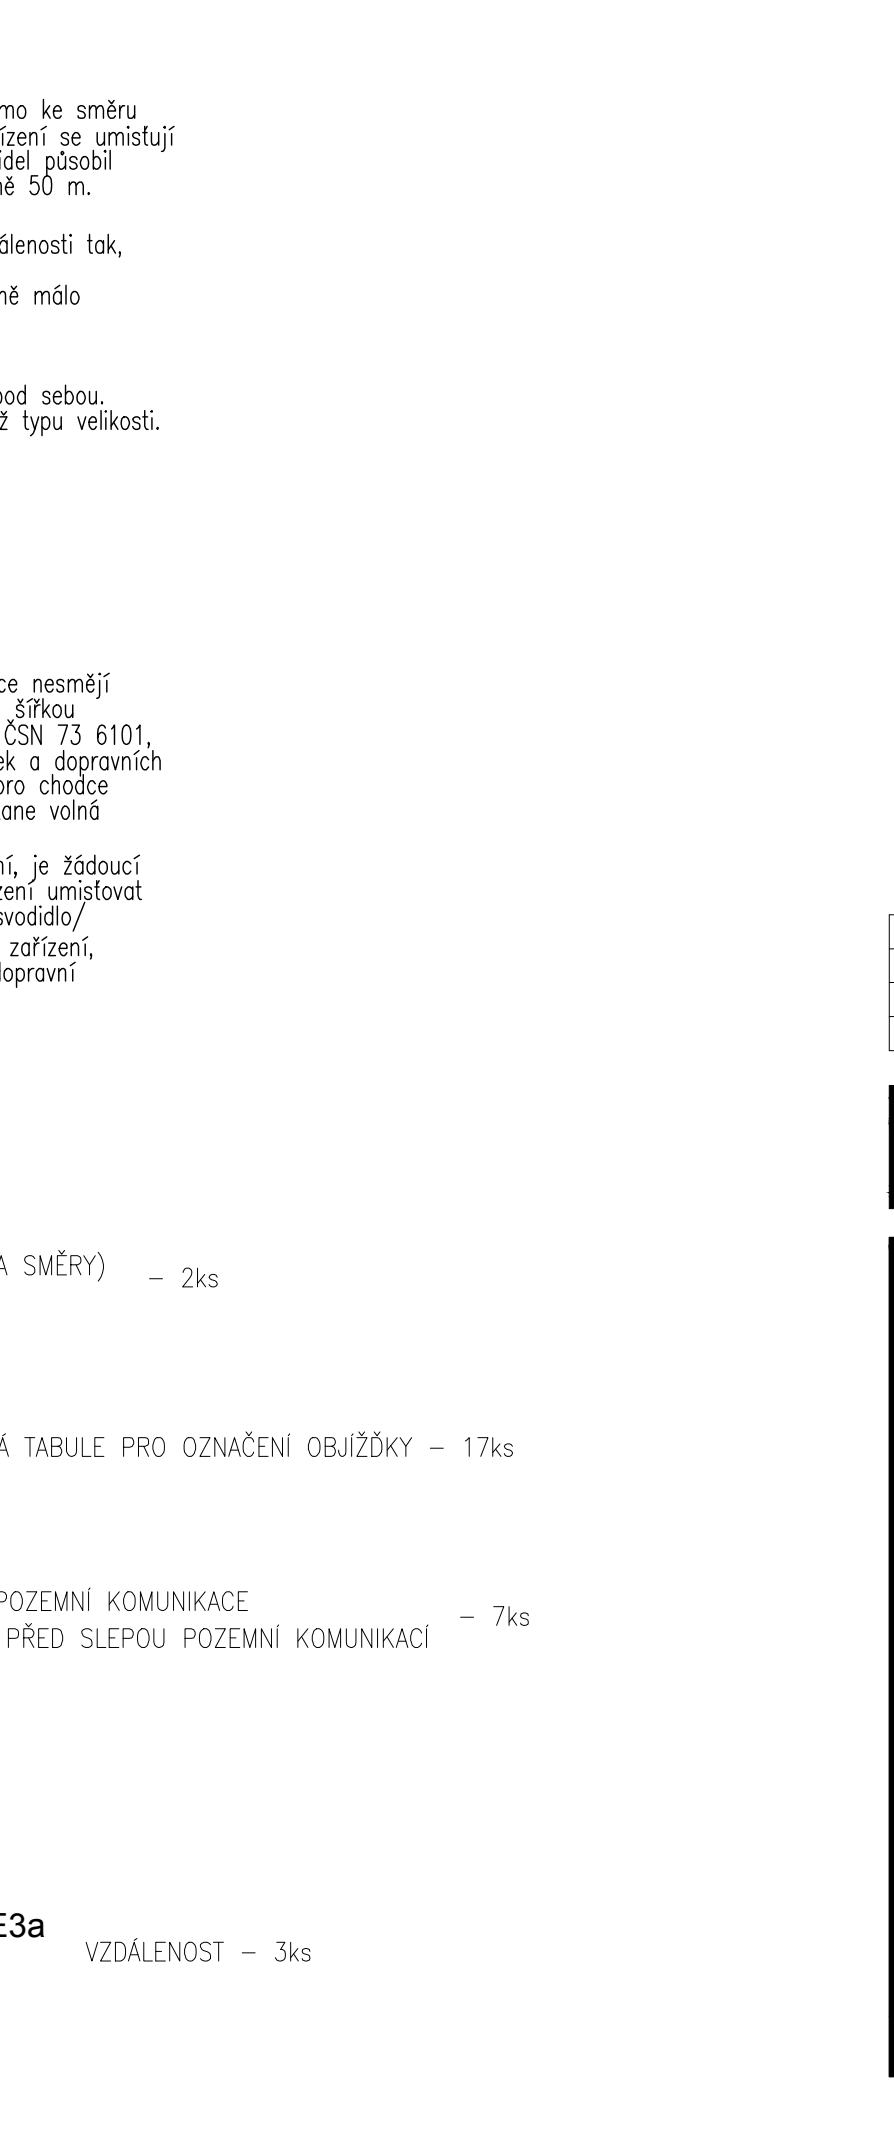 mo ke směru
ízení se umisťují
idel působil
ně 50 m.
álenosti tak,
ně málo
pod sebou.
ž typu velikosti.
ce nesmějí
šířkou
ČSN 73 6101,
ek a dopravních
pro chodce
ane volná
ní, je žádoucí
zení umisťovat
svodidlo/
zařízení,
dopravní
A SMĚRY) – 2ks
Á TABULE PRO OZNAČENÍ OBJÍŽĎKY – 17ks
POZEMNÍ KOMUNIKACE
– 7ks
PŘED SLEPOU POZEMNÍ KOMUNIKACÍ
E3a
VZDÁLENOST – 3ks